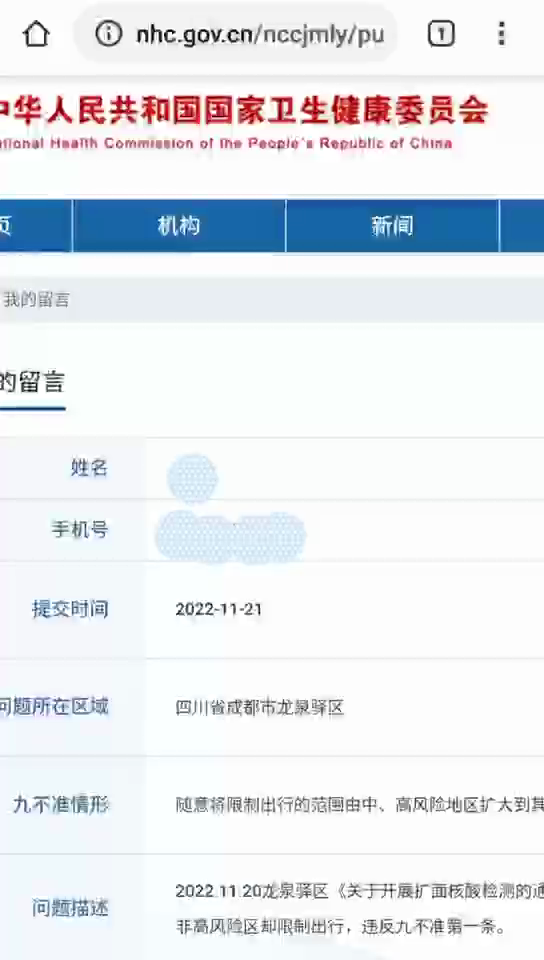 nhc.gov.cn/nccjmly/pu
1
中华人民共和国国家卫生健康委员会
tional Health Commission of the People's Republic of China
页
机构
新闻
我的留言
的留言
姓名
手机号
提交时间
2022-11-21
问题所在区域
四川省成都市龙泉驿区
九不准情形
随意将限制出行的范围由中、高风险地区扩大到其
问题描述
2022.11.20龙泉驿区《关于开展扩面核酸检测的通
非高风险区却限制出行，违反九不准第一条。